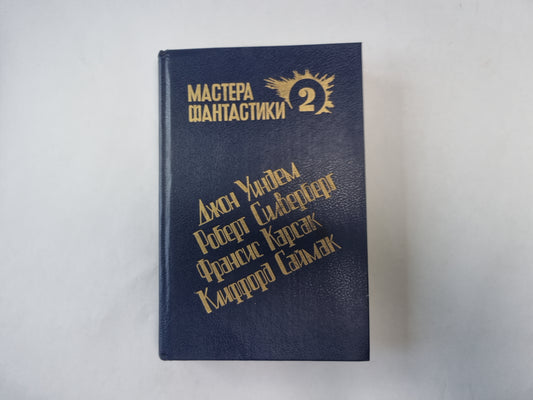 МАСТЕРА
ФАНТАСТИКИ
2
Джон Уиндем
Роберт Силверберг
Франсис Карсак
Клиффорд Саймак